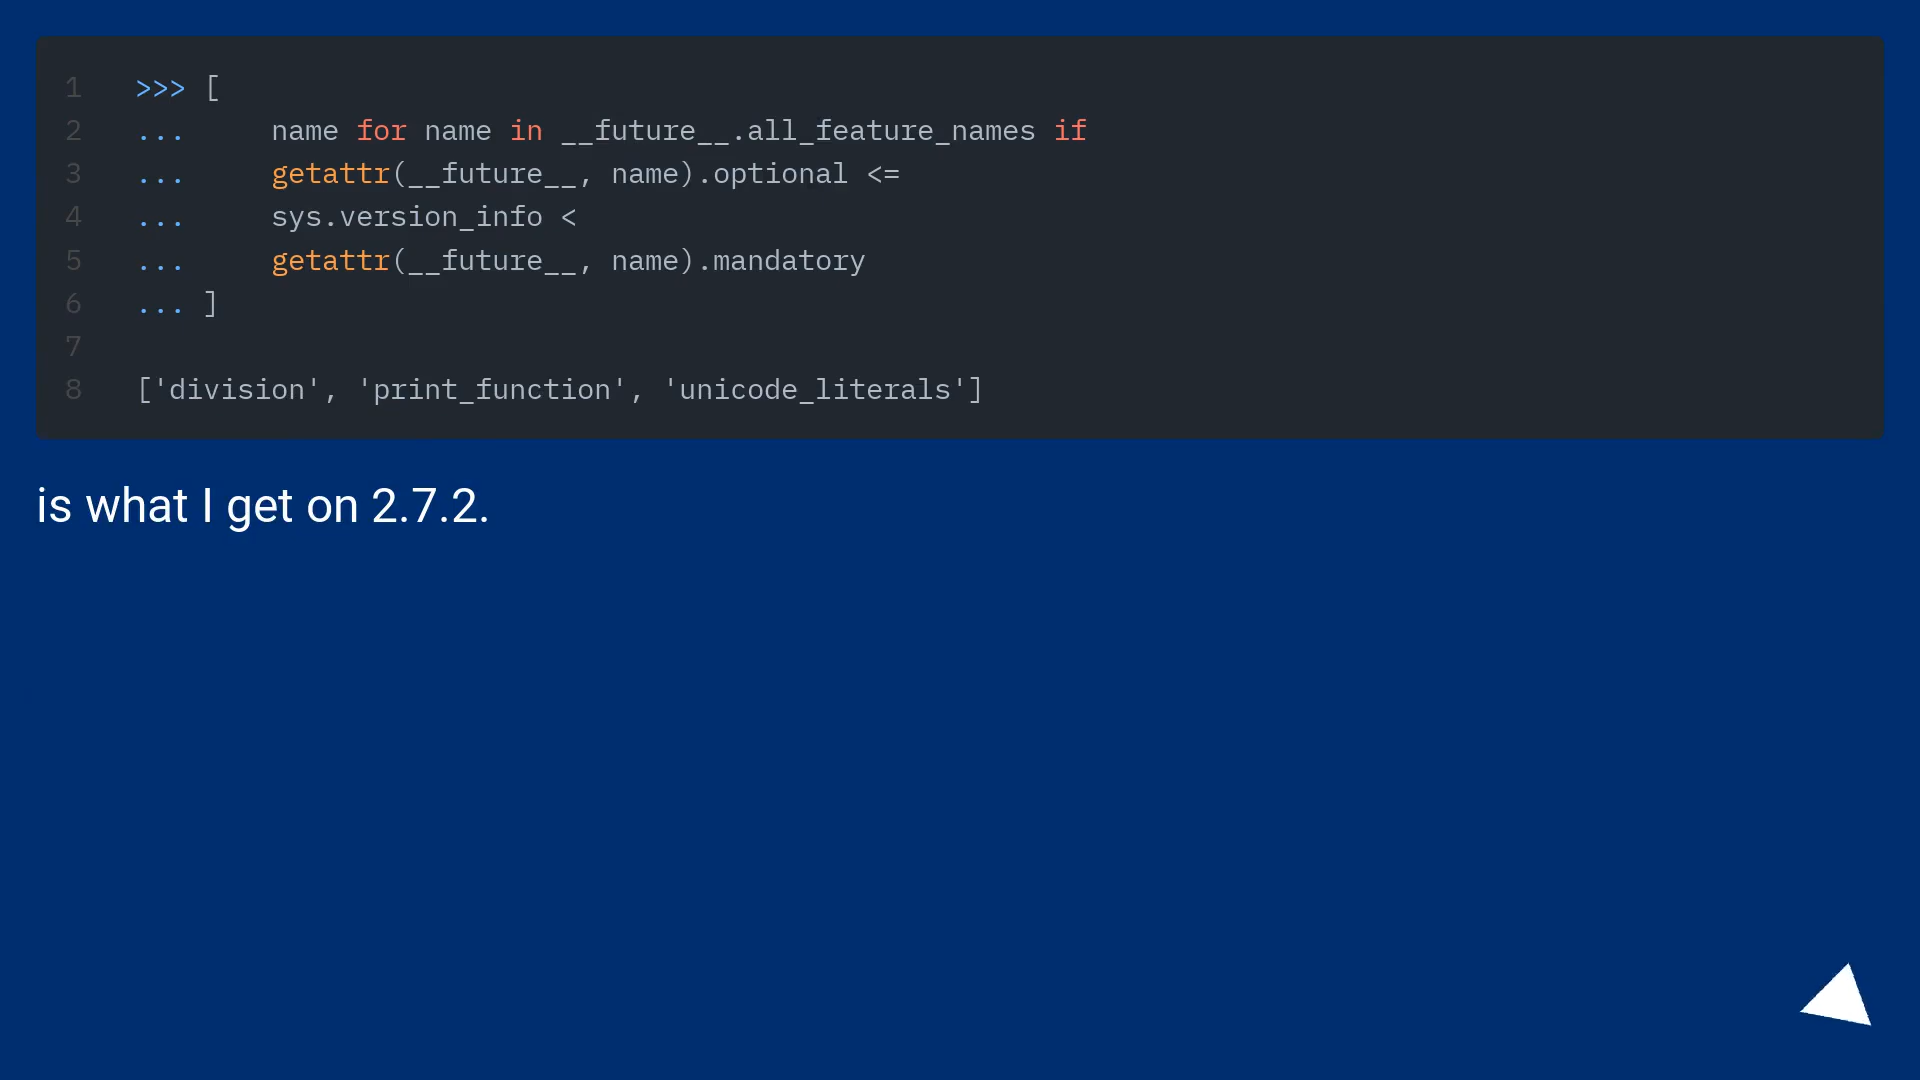 1 >>> [
2 ...     name for name in __future__.all_feature_names if
3 ...     getattr(__future__, name).optional <=
4 ...     sys.version_info <
5 ...     getattr(__future__, name).mandatory
6 ... ]
7
8 ['division', 'print_function', 'unicode_literals']
is what I get on 2.7.2.